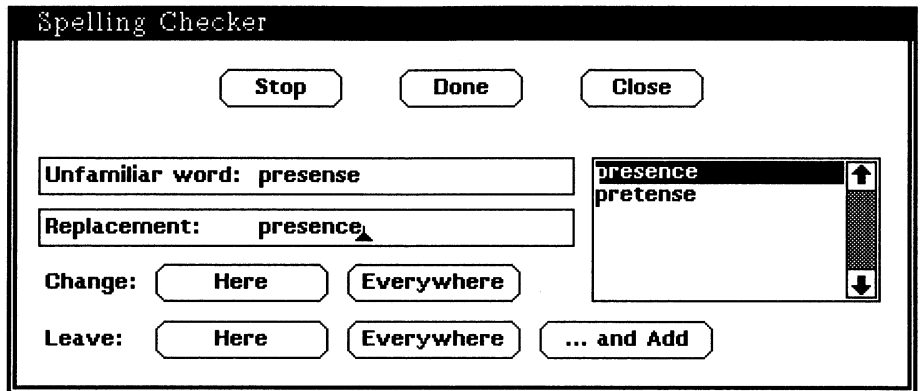 Spelling Checker
Stop Done Close
Unfamiliar word: presense
Replacement: presence
presence
pretense
Change: Here Everywhere
Leave: Here Everywhere ... and Add